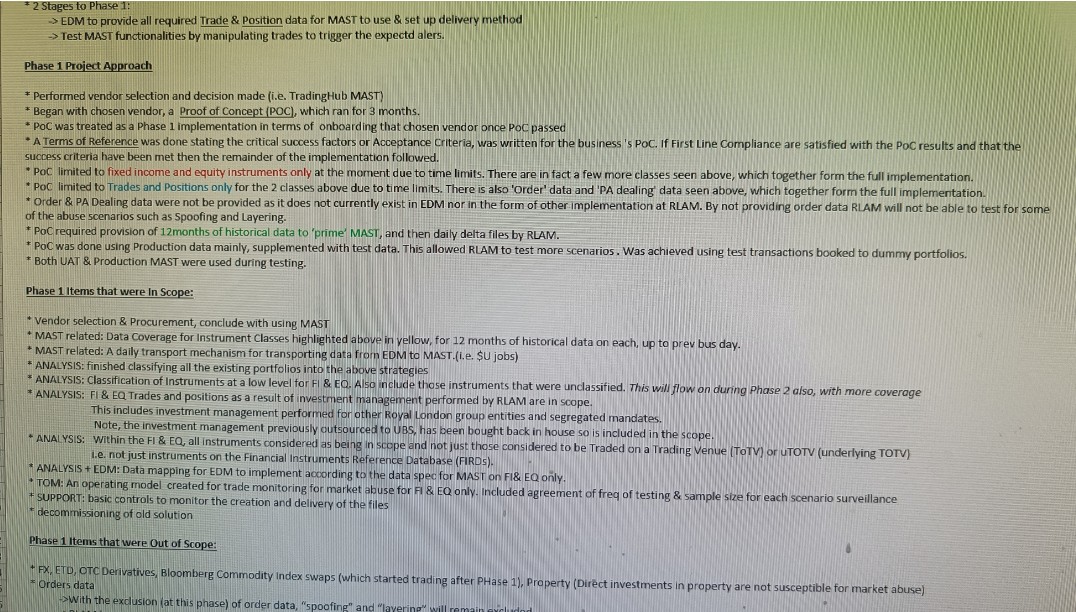 * 2 Stages to Phase 1:
-> EDM to provide all required Trade & Position data for MAST to use & set up delivery method
-> Test MAST functionalities by manipulating trades to trigger the expectd alers.
Phase 1 Project Approach
* Performed vendor selection and decision made (i.e. TradingHub MAST)
* Began with chosen vendor, a Proof of Concept (POC), which ran for 3 months.
* PoC was treated as a Phase 1 implementation in terms of onboarding that chosen vendor once PoC passed
* A Terms of Reference was done stating the critical success factors or Acceptance Criteria, was written for the business 's PoC. If First Line Compliance are satisfied with the PoC results and that the
success criteria have been met then the remainder of the implementation followed.
* PoC limited to fixed income and equity instruments only at the moment due to time limits. There are in fact a few more classes seen above, which together form the full implementation.
* PoC limited to Trades and Positions only for the 2 classes above due to time limits. There is also 'Order' data and 'PA dealing' data seen above, which together form the full implementation.
* Order & PA Dealing data were not be provided as it does not currently exist in EDM nor in the form of other implementation at RLAM. By not providing order data RLAM will not be able to test for some
of the abuse scenarios such as Spoofing and Layering.
* PoC required provision of 12months of historical data to 'prime' MAST, and then daily delta files by RLAM.
* PoC was done using Production data mainly, supplemented with test data. This allowed RLAM to test more scenarios. Was achieved using test transactions booked to dummy portfolios.
* Both UAT & Production MAST were used during testing.
Phase 1 Items that were In Scope:
* Vendor selection & Procurement, conclude with using MAST
* MAST related: Data Coverage for Instrument Classes highlighted above in yellow, for 12 months of historical data on each, up to prev bus day.
* MAST related: A daily transport mechanism for transporting data from EDM to MAST.(i.e. $U jobs)
* ANALYSIS: finished classifying all the existing portfolios into the above strategies
* ANALYSIS: Classification of Instruments at a low level for FI & EQ. Also include those instruments that were unclassified. This will flow on during Phase 2 also, with more coverage
* ANALYSIS: FI & EQ Trades and positions as a result of investment management performed by RLAM are in scope.
This includes investment management performed for other Royal London group entities and segregated mandates.
Note, the investment management previously outsourced to UBS, has been bought back in house so is included in the scope.
* ANALYSIS: Within the FI & EQ, all instruments considered as being in scope and not just those considered to be Traded on a Trading Venue (ToTV) or uTOTV (underlying TOTV)
i.e. not just instruments on the Financial Instruments Reference Database (FIRDs).
* ANALYSIS + EDM: Data mapping for EDM to implement according to the data spec for MAST on FI& EQ only.
* TOM: An operating model created for trade monitoring for market abuse for FI & EQ only. Included agreement of freq of testing & sample size for each scenario surveillance
* SUPPORT: basic controls to monitor the creation and delivery of the files
* decommissioning of old solution
Phase 1 Items that were Out of Scope:
* FX, ETD, OTC Derivatives, Bloomberg Commodity Index swaps (which started trading after PHase 1), Property (Direct investments in property are not susceptible for market abuse)
* Orders data
->With the exclusion (at this phase) of order data, "spoofing" and "layering" will remain excluded